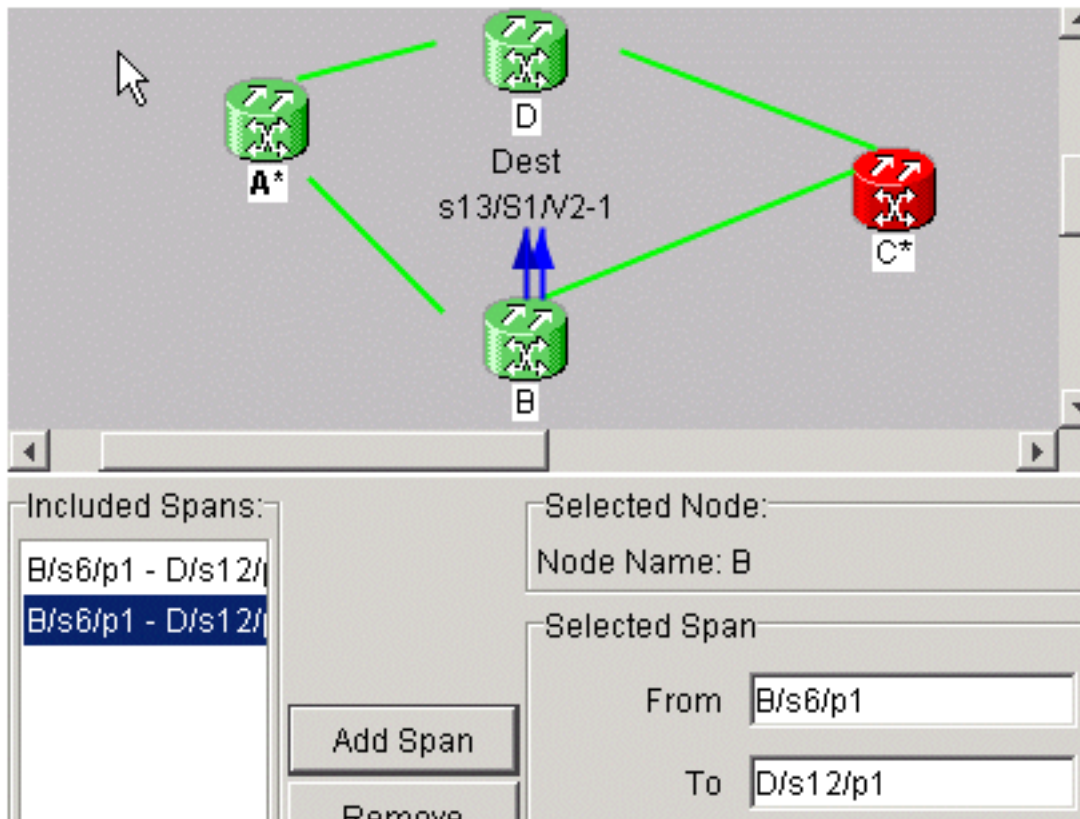 D
Dest
A*
s13/S1/V2-1
C*
B
Included Spans:
B/s6/p1 - D/s12/
B/s6/p1 - D/s12/
Selected Node:
Node Name: B
Selected Span
From B/s6/p1
Add Span
To D/s12/p1
Remove